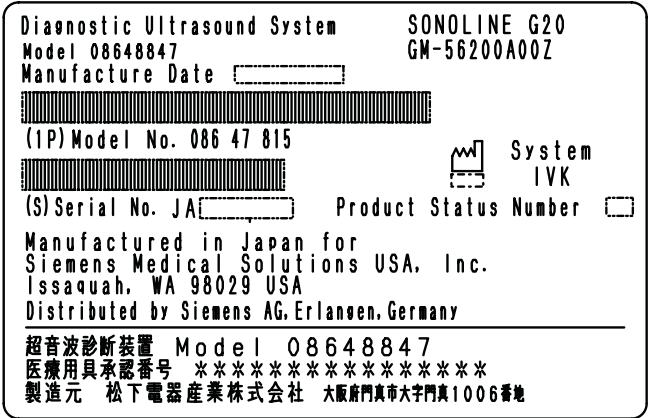 Diagnostic Ultrasound System SONOLINE G20
Model 08648847 GM-56200A00Z
Manufacture Date
(1P) Model No. 086 47 815
System
IVK
(S) Serial No. JA Product Status Number
Manufactured in Japan for
Siemens Medical Solutions USA, Inc.
Issaquah, WA 98029 USA
Distributed by Siemens AG, Erlangen, Germany
超音波診断装置 Model 08648847
医療用具承認番号 ****************
製造元 松下電器産業株式会社 大阪府門真市大字門真1006番地